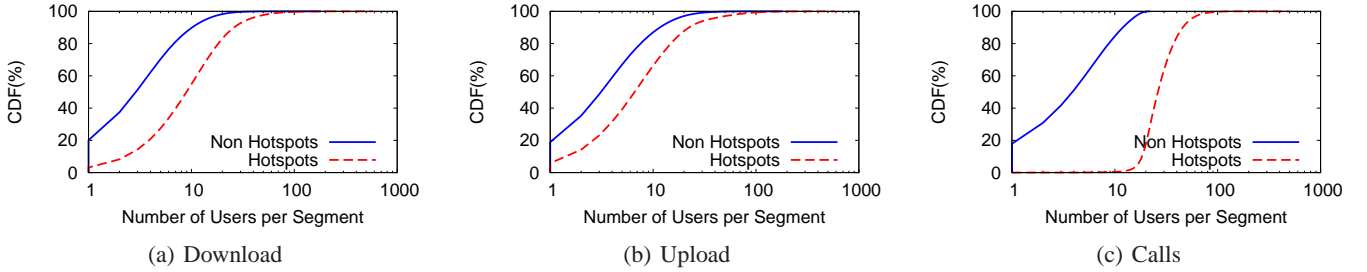 CDF(%)
100
80
60
40
20
0
1 10 100 1000
Number of Users per Segment
Non Hotspots
Hotspots
(a) Download
CDF(%)
100
80
60
40
20
0
1 10 100 1000
Number of Users per Segment
Non Hotspots
Hotspots
(b) Upload
CDF(%)
100
80
60
40
20
0
1 10 100 1000
Number of Users per Segment
Non Hotspots
Hotspots
(c) Calls